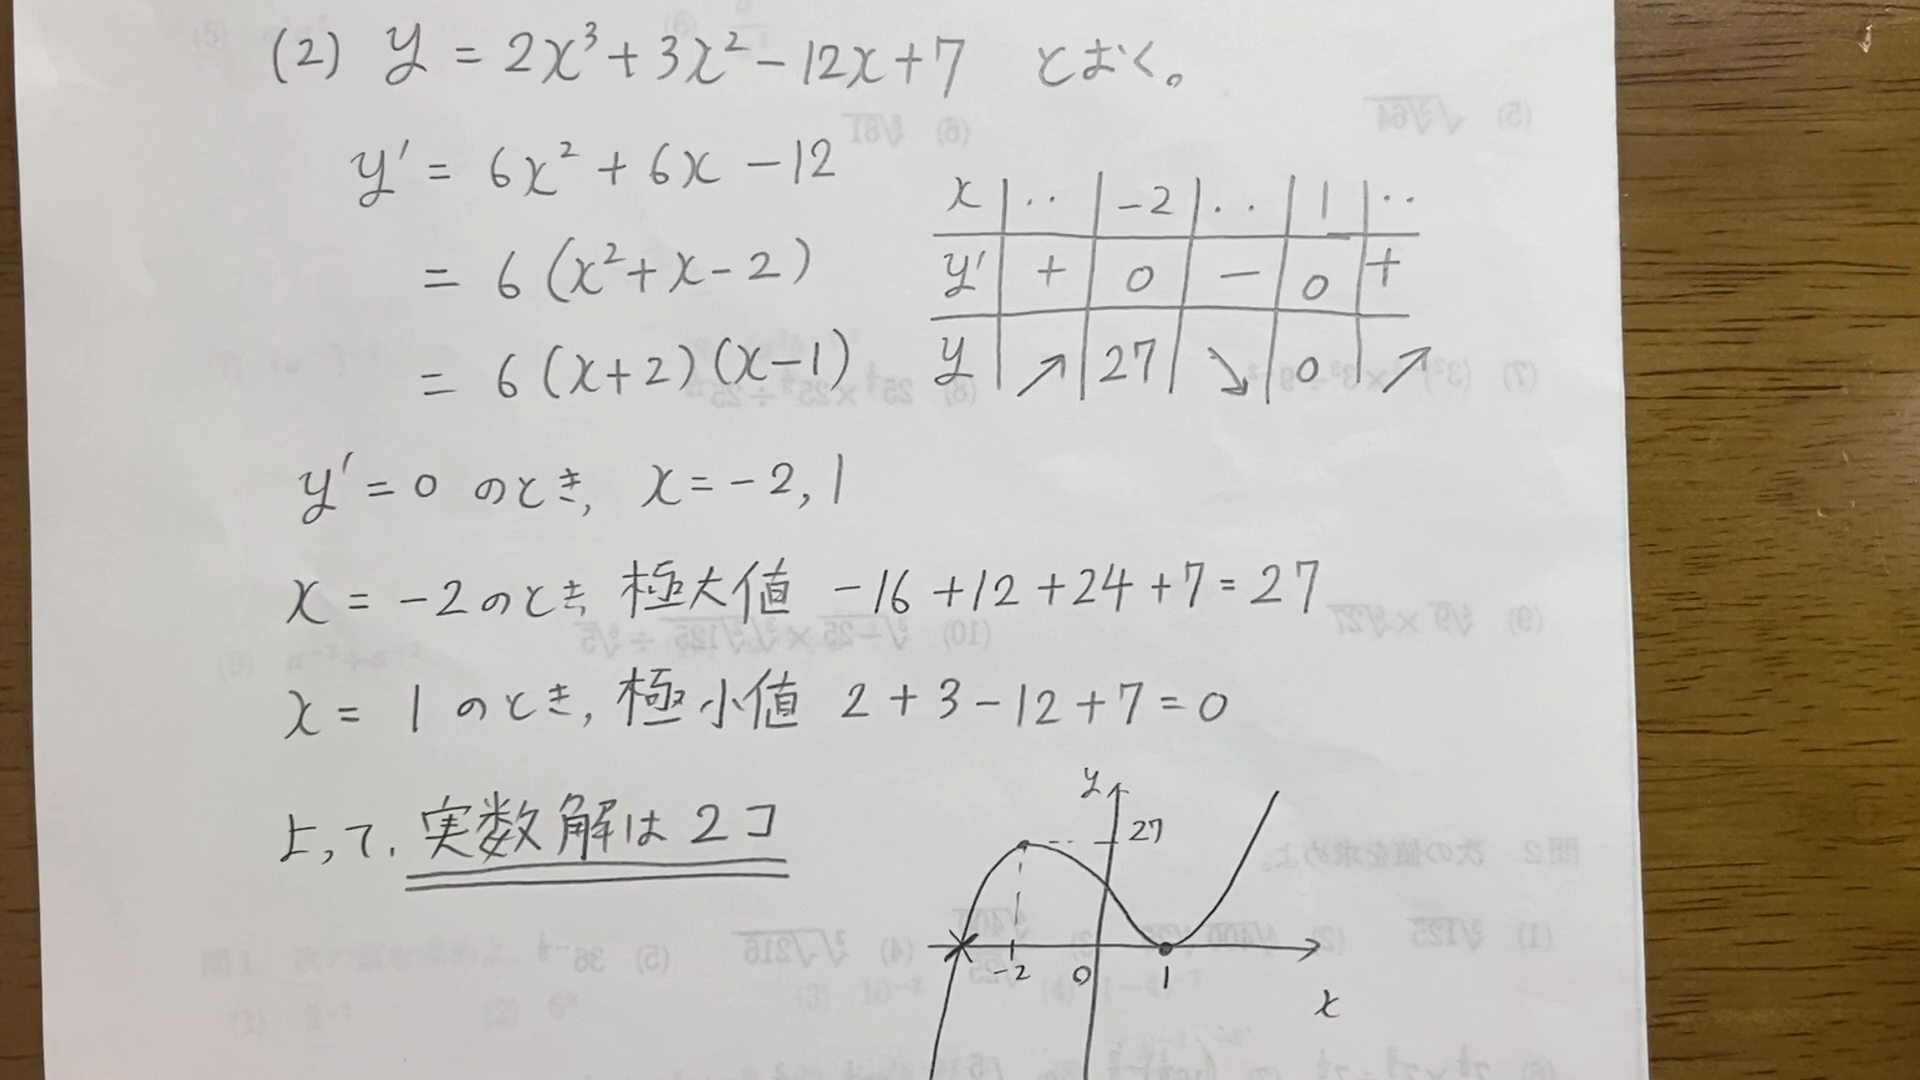 (2) y = 2x³+3x²-12x+7 とおく。
y' = 6x² + 6x -12
= 6 (x²+x-2)
= 6 (x+2)(x-1)
x | ‥ | -2 | ‥ | 1 | ‥
y' | + | 0 | - | 0 | +
y | ↗ | 27 | ↘ | 0 | ↗
y' = 0 のとき, x = -2, 1
x = -2のとき 極大値 -16 +12 +24 +7 = 27
x = 1 のとき, 極小値 2 + 3 - 12 + 7 = 0
よって. 実数解は 2コ
y
27
-2 0 1
x